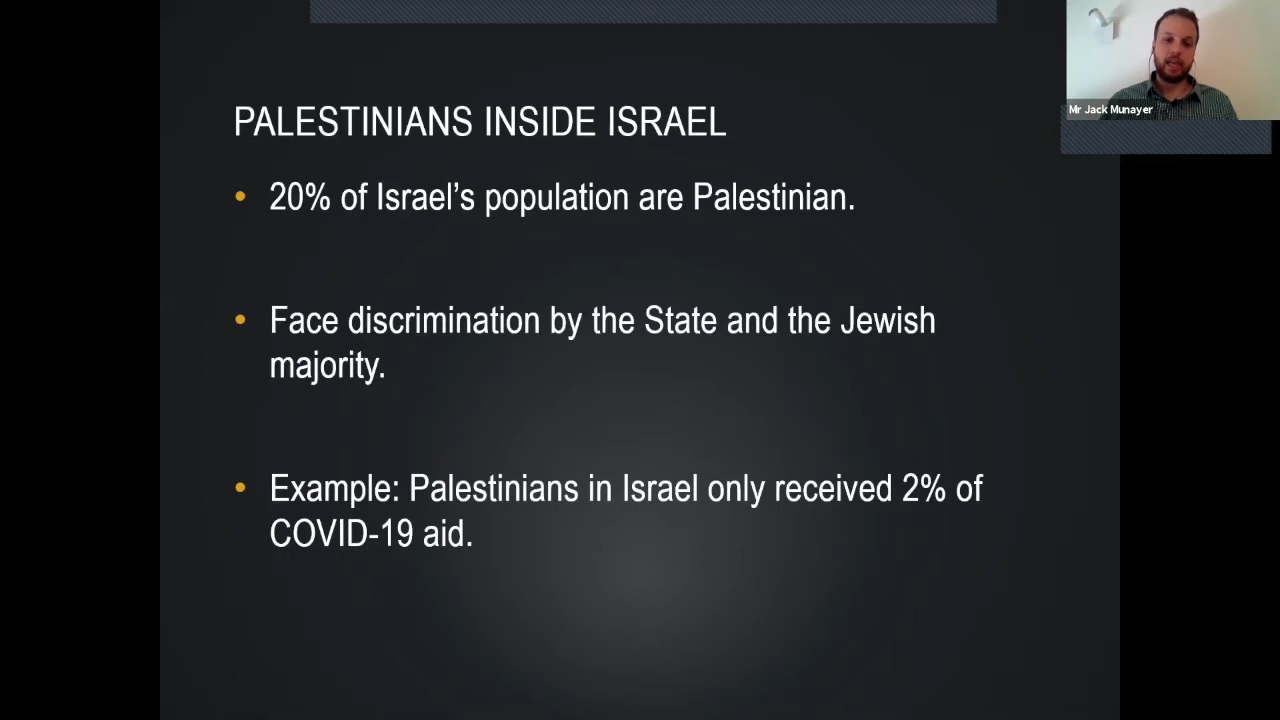 PALESTINIANS INSIDE ISRAEL
• 20% of Israel’s population are Palestinian.
• Face discrimination by the State and the Jewish
majority.
• Example: Palestinians in Israel only received 2% of
COVID-19 aid.
Mr Jack Munayer